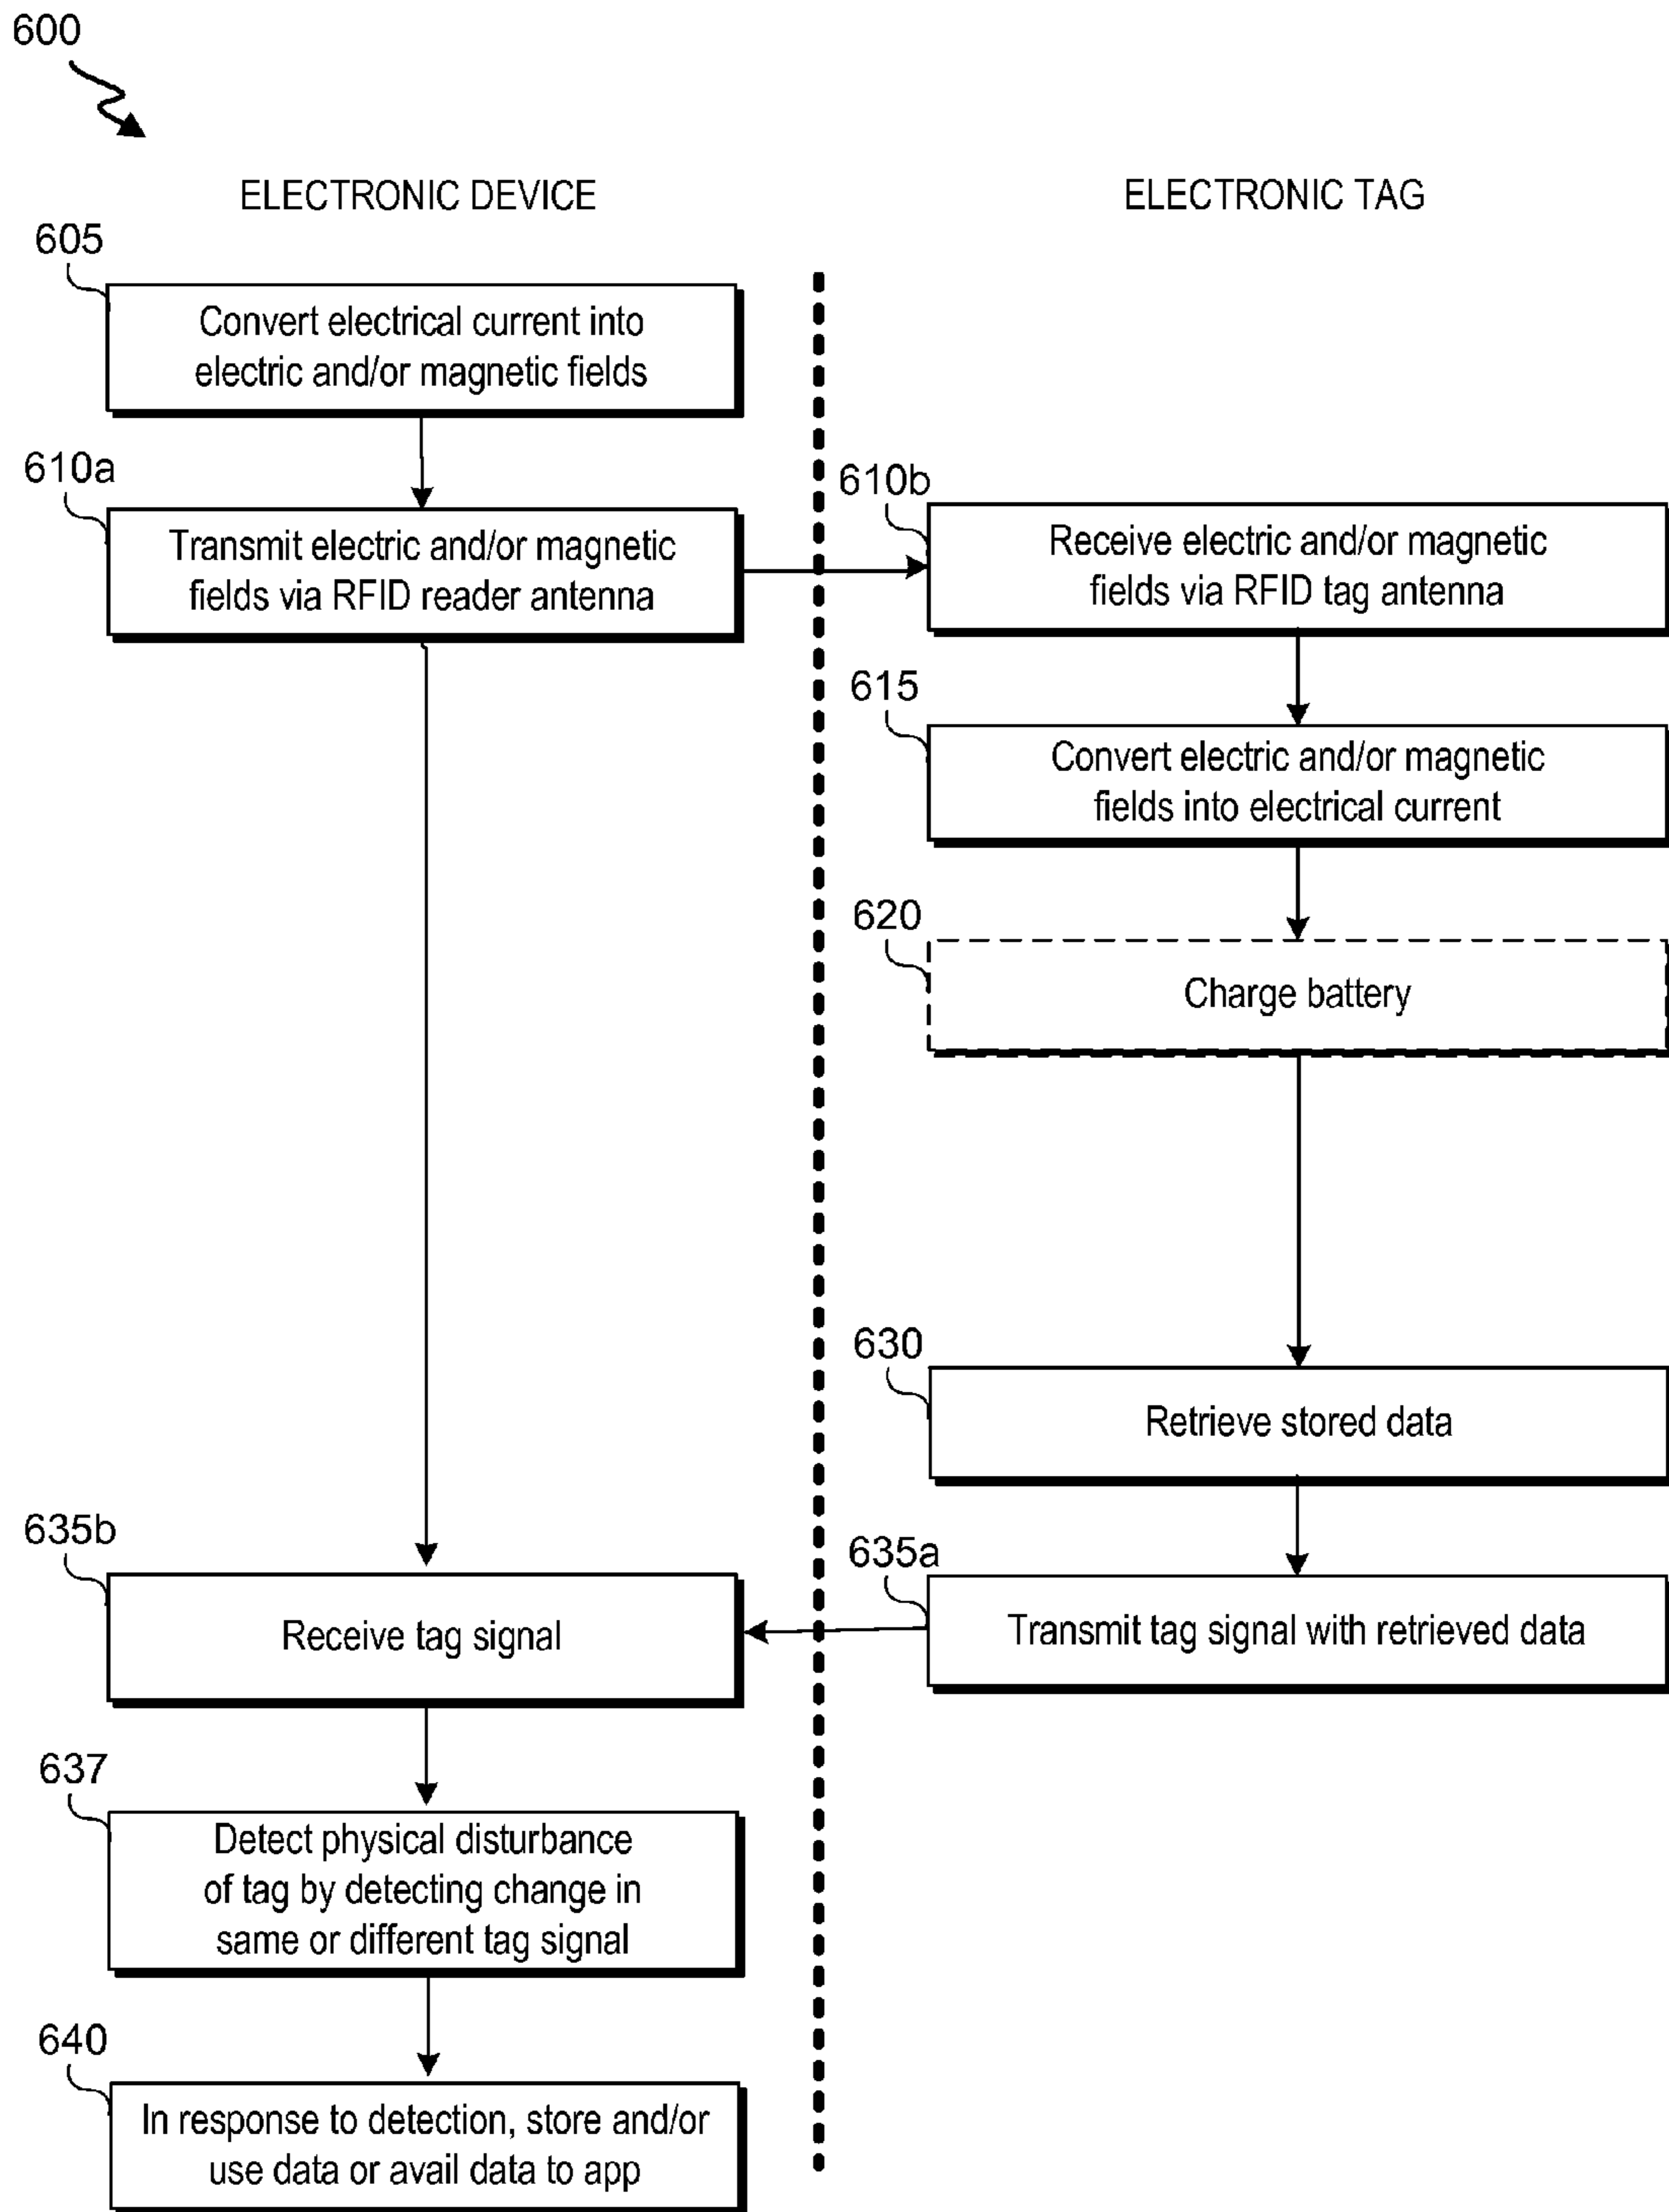 600
ELECTRONIC DEVICE
ELECTRONIC TAG
605
Convert electrical current into
electric and/or magnetic fields
610a
Transmit electric and/or magnetic
fields via RFID reader antenna
610b
Receive electric and/or magnetic
fields via RFID tag antenna
615
Convert electric and/or magnetic
fields into electrical current
620
Charge battery
630
Retrieve stored data
635a
Transmit tag signal with retrieved data
635b
Receive tag signal
637
Detect physical disturbance
of tag by detecting change in
same or different tag signal
640
In response to detection, store and/or
use data or avail data to app